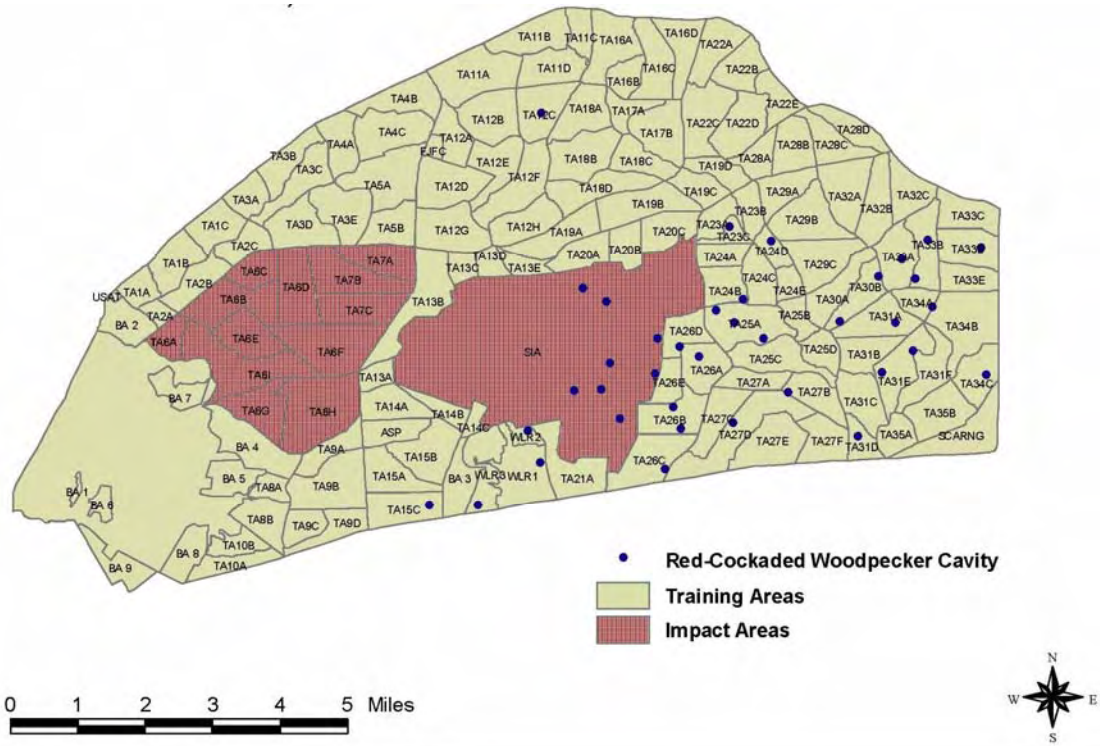 TA11B
TA11C
TA16A
TA16D
TA22A
TA11A
TA11D
TA16B
TA16C
TA22B
TA4B
TA12B
TA12C
TA18A
TA17A
TA22C
TA22D
TA22E
TA4C
TA12A
TA17B
TA28D
TA3B
TA4A
FJFC
TA3C
TA12E
TA18B
TA18C
TA19D
TA28A
TA28B
TA28C
TA5A
TA12D
TA12F
TA18D
TA19C
TA29A
TA32A
TA32C
TA3A
TA19B
TA23B
TA32B
TA1C
TA3D
TA3E
TA5B
TA12G
TA12H
TA19A
TA20C
TA23A
TA23C
TA29B
TA33C
TA2C
TA13D
TA20A
TA20B
TA24A
TA24D
TA33B
TA1B
TA6C
TA7A
TA13C
TA13E
TA29C
TA33A
USAT
TA1A
TA2B
TA6D
TA7B
TA24C
TA30B
TA33E
TA6B
TA13B
TA24B
TA24E
TA30A
TA34A
BA 2
TA2A
TA7C
TA25B
TA31A
TA34B
TA6A
TA6E
TA6F
SIA
TA26D
TA25A
TA25D
TA31B
TA25C
TA26A
BA 7
TA13A
TA26E
TA27A
TA27B
TA31E
TA31F
TA34C
TA6G
TA6H
TA14A
TA14B
TA26B
TA31C
TA35B
TA14C
TA27C
ASP
WLR2
TA27D
TA27E
TA27F
TA31D
TA35A
SCARNG
BA 4
TA9A
TA15B
TA26C
BA 5
TA8A
TA9B
TA15A
BA 3
WLR3
WLR1
TA21A
BA 1
BA 6
TA15C
TA8B
TA9C
TA9D
TA10B
BA 8
TA10A
BA 9
Red-Cockaded Woodpecker Cavity
Training Areas
Impact Areas
0 1 2 3 4 5 Miles
N
W E
S